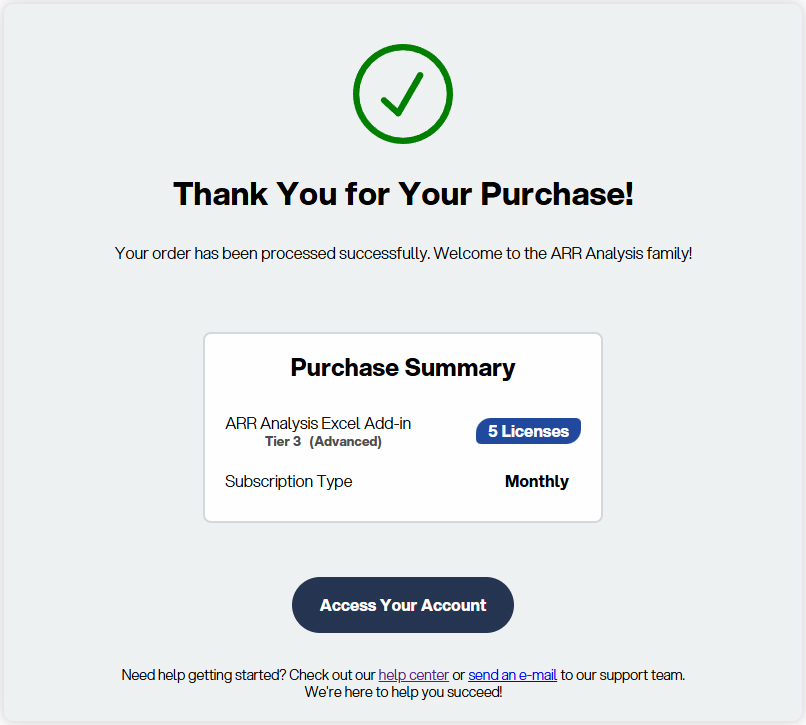 Thank You for Your Purchase!
Your order has been processed successfully. Welcome to the ARR Analysis family!
Purchase Summary
ARR Analysis Excel Add-in
Tier 3 (Advanced)
5 Licenses
Subscription Type
Monthly
Access Your Account
Need help getting started? Check out our help center or send an e-mail to our support team.
We're here to help you succeed!